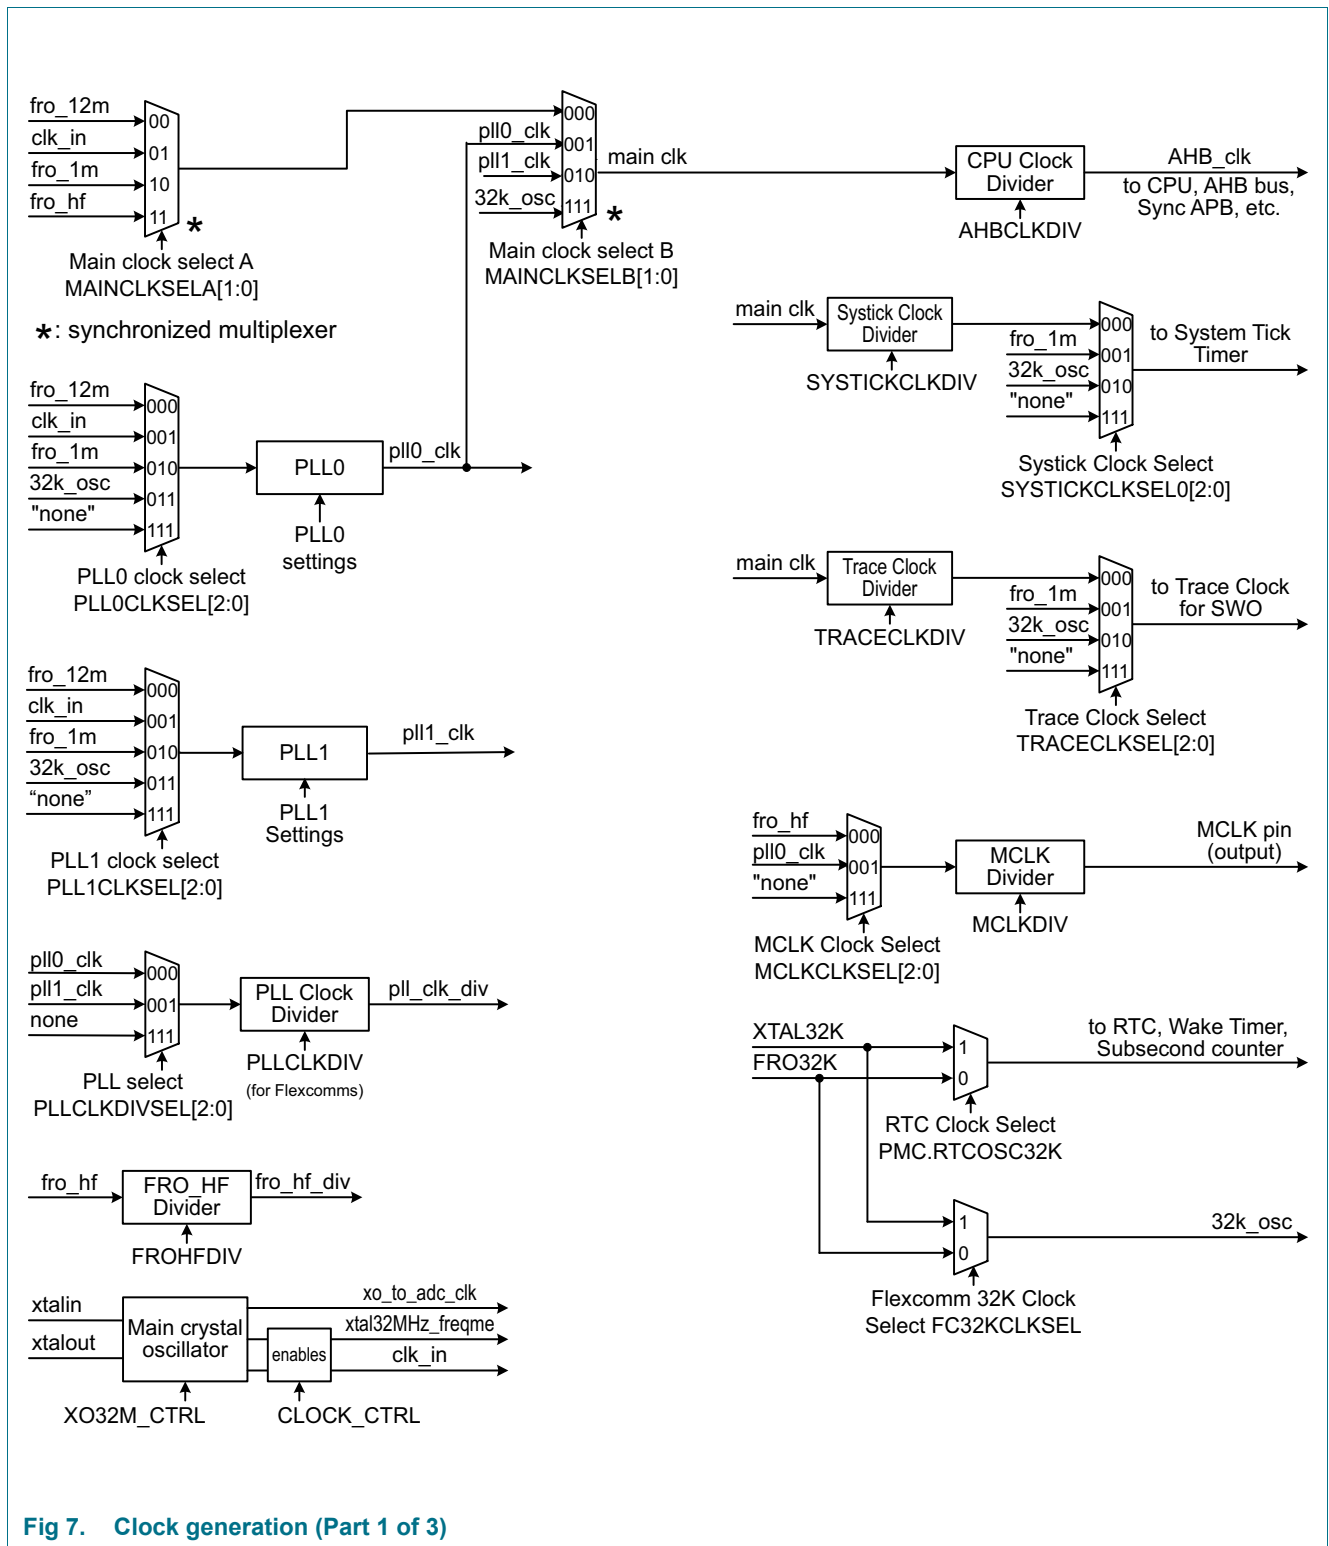 fro_12m
clk_in
fro_1m
fro_hf
00
01
10
11
*
Main clock select A
MAINCLKSELA[1:0]
*: synchronized multiplexer
pll0_clk
pll1_clk
32k_osc
000
001
010
111
*
main clk
Main clock select B
MAINCLKSELB[1:0]
CPU Clock
Divider
AHBCLKDIV
AHB_clk
to CPU, AHB bus,
Sync APB, etc.
main clk
Systick Clock
Divider
SYSTICKCLKDIV
fro_1m
32k_osc
"none"
000
001
010
111
to System Tick
Timer
Systick Clock Select
SYSTICKCLKSEL0[2:0]
fro_12m
clk_in
fro_1m
32k_osc
"none"
000
001
010
011
111
PLL0
pll0_clk
PLL0
settings
PLL0 clock select
PLL0CLKSEL[2:0]
main clk
Trace Clock
Divider
TRACECLKDIV
fro_1m
32k_osc
"none"
000
001
010
111
to Trace Clock
for SWO
Trace Clock Select
TRACECLKSEL[2:0]
fro_12m
clk_in
fro_1m
32k_osc
“none”
000
001
010
011
111
PLL1
pll1_clk
PLL1
Settings
PLL1 clock select
PLL1CLKSEL[2:0]
fro_hf
pll0_clk
"none"
000
001
111
MCLK
Divider
MCLKDIV
MCLK pin
(output)
MCLK Clock Select
MCLKCLKSEL[2:0]
pll0_clk
pll1_clk
none
000
001
111
PLL Clock
Divider
pll_clk_div
PLLCLKDIV
(for Flexcomms)
PLL select
PLLCLKDIVSEL[2:0]
XTAL32K
FRO32K
1
0
to RTC, Wake Timer,
Subsecond counter
RTC Clock Select
PMC.RTCOSC32K
fro_hf
FRO_HF
Divider
fro_hf_div
FROHFDIV
1
0
32k_osc
Flexcomm 32K Clock
Select FC32KCLKSEL
xtalin
xtalout
Main crystal
oscillator
enables
xo_to_adc_clk
xtal32MHz_freqme
clk_in
XO32M_CTRL
CLOCK_CTRL
Fig 7. Clock generation (Part 1 of 3)